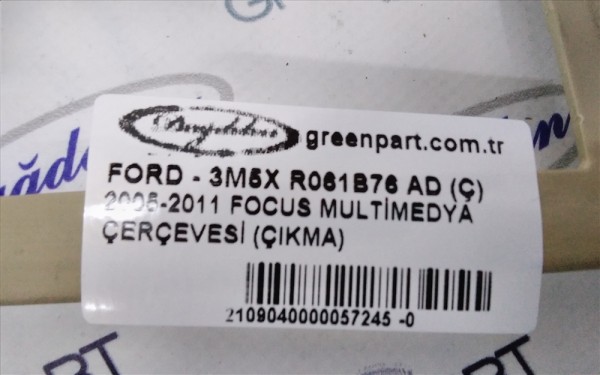 greenpart.com.tr
FORD - 3M5X R061B76 AD (Ç)
2005-2011 FOCUS MULTİMEDYA
ÇERÇEVESİ (ÇIKMA)
2109040000057245 -0